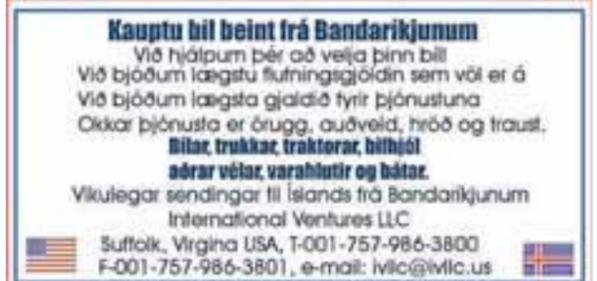 Kauptu bíl beint frá Bandaríkjunum
Við hjálpum þér að velja þinn bíl!
Við bjóðum lægstu flutningsgjöldin sem völ er á
Við bjóðum lægsta gjaldið fyrir þjónustuna
Okkar þjónusta er örugg, auðveld, hröð og traust.
Bílar, trukkar, traktorar, bifhjól
aðrar vélar, varahlutir og bátar.
Vikulegar sendingar til Íslands frá Bandaríkjunum
International Ventures LLC
Suffolk, Virgina USA, T-001-757-986-3800
F-001-757-986-3801, e-mail: ivllc@ivllc.us